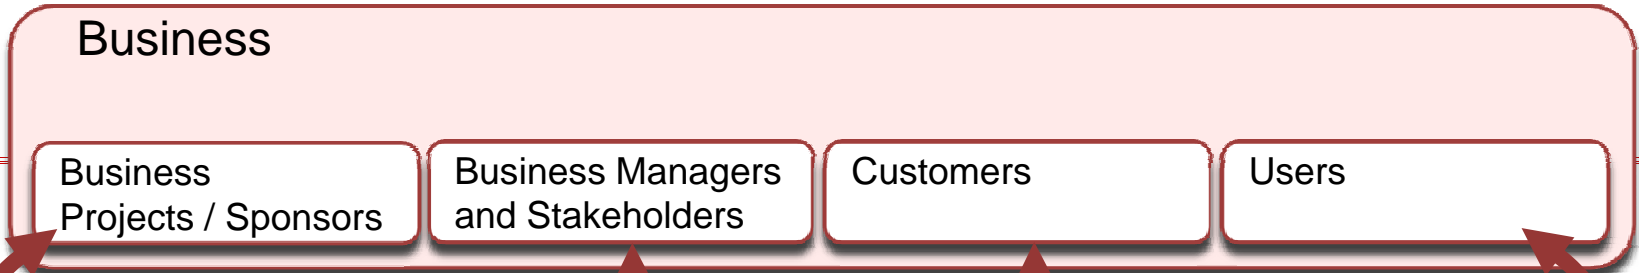 Business
Business
Projects / Sponsors
Business Managers
and Stakeholders
Customers
Users